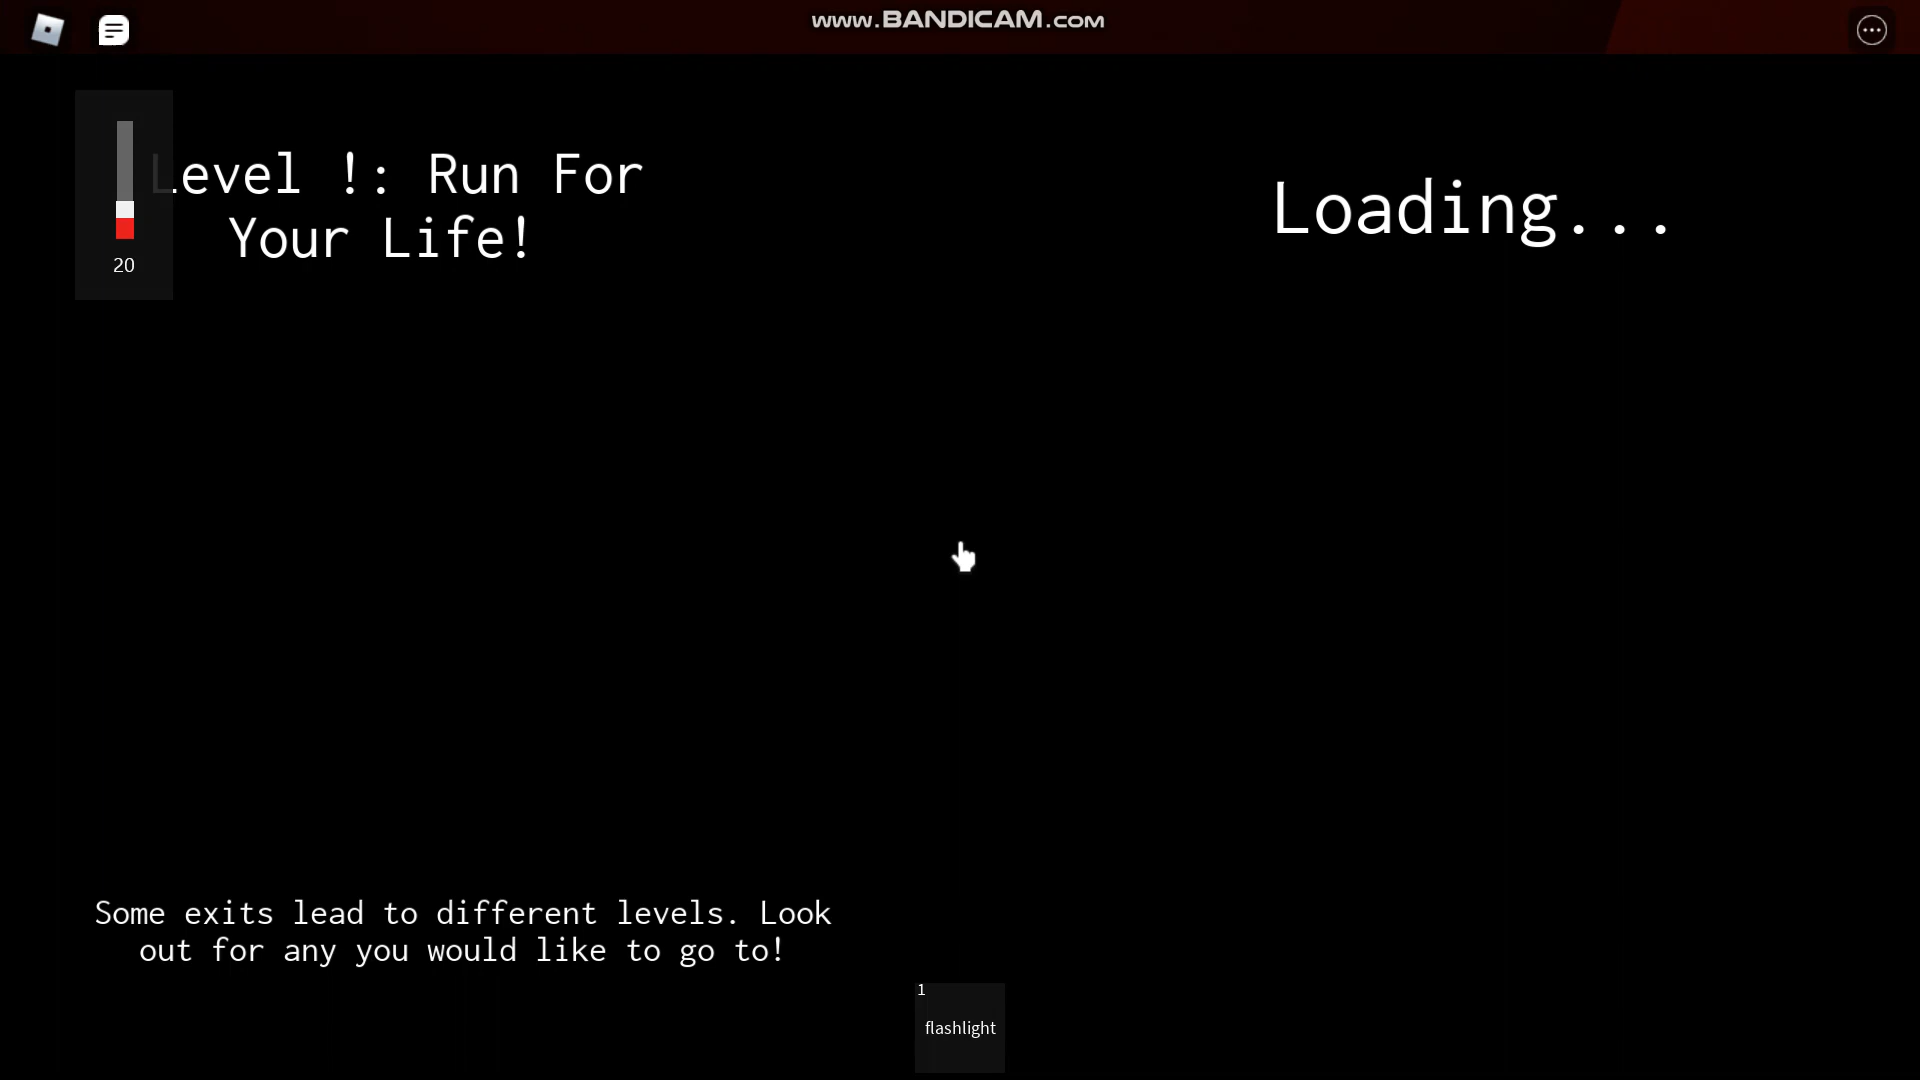 www.BANDICAM.com
Level !: Run For
Your Life!
Loading...
20
Some exits lead to different levels. Look
out for any you would like to go to!
1
flashlight